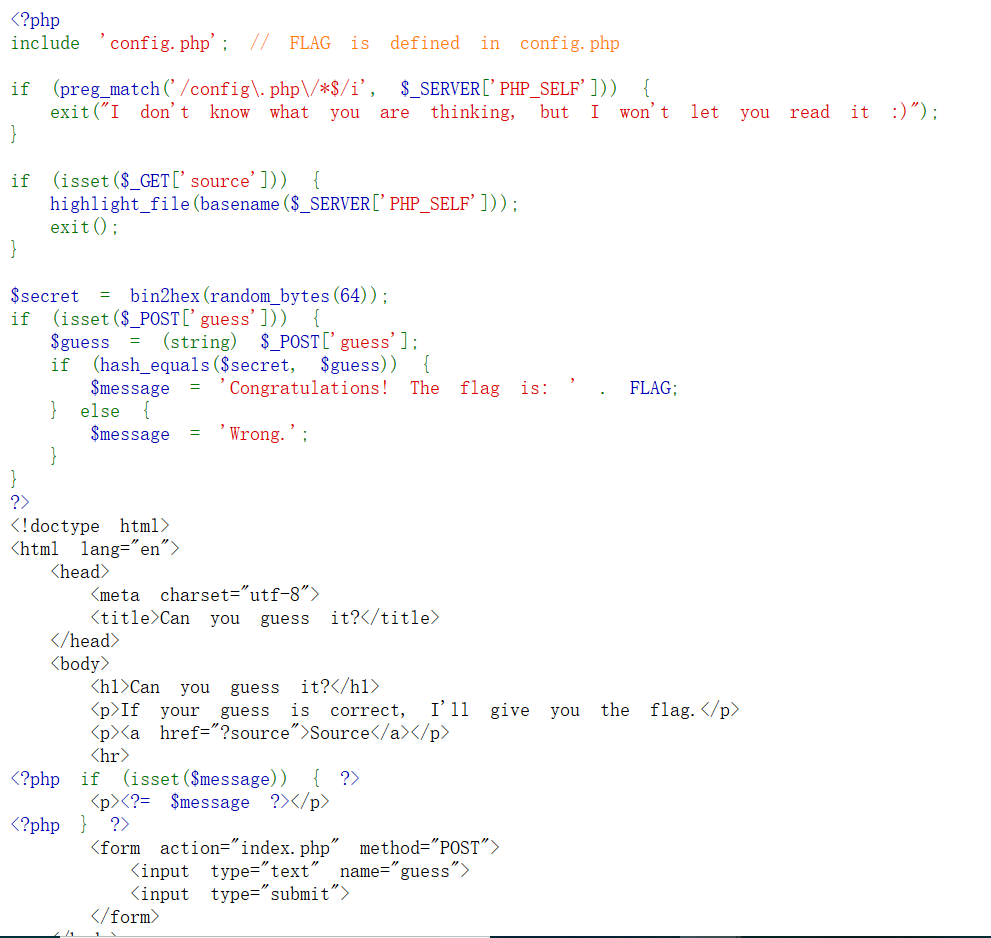 <?php
include 'config.php'; // FLAG is defined in config.php
if (preg_match('/config\.php\/*$/i', $_SERVER['PHP_SELF'])) {
exit("I don't know what you are thinking, but I won't let you read it :)");
}
if (isset($_GET['source'])) {
highlight_file(basename($_SERVER['PHP_SELF']));
exit();
}
$secret = bin2hex(random_bytes(64));
if (isset($_POST['guess'])) {
$guess = (string) $_POST['guess'];
if (hash_equals($secret, $guess)) {
$message = 'Congratulations! The flag is: ' . FLAG;
} else {
$message = 'Wrong.';
}
}
?>
<!doctype html>
<html lang="en">
<head>
<meta charset="utf-8">
<title>Can you guess it?</title>
</head>
<body>
<h1>Can you guess it?</h1>
<p>If your guess is correct, I'll give you the flag.</p>
<p><a href="?source">Source</a></p>
<hr>
<?php if (isset($message)) { ?>
<p><?= $message ?></p>
<?php } ?>
<form action="index.php" method="POST">
<input type="text" name="guess">
<input type="submit">
</form>